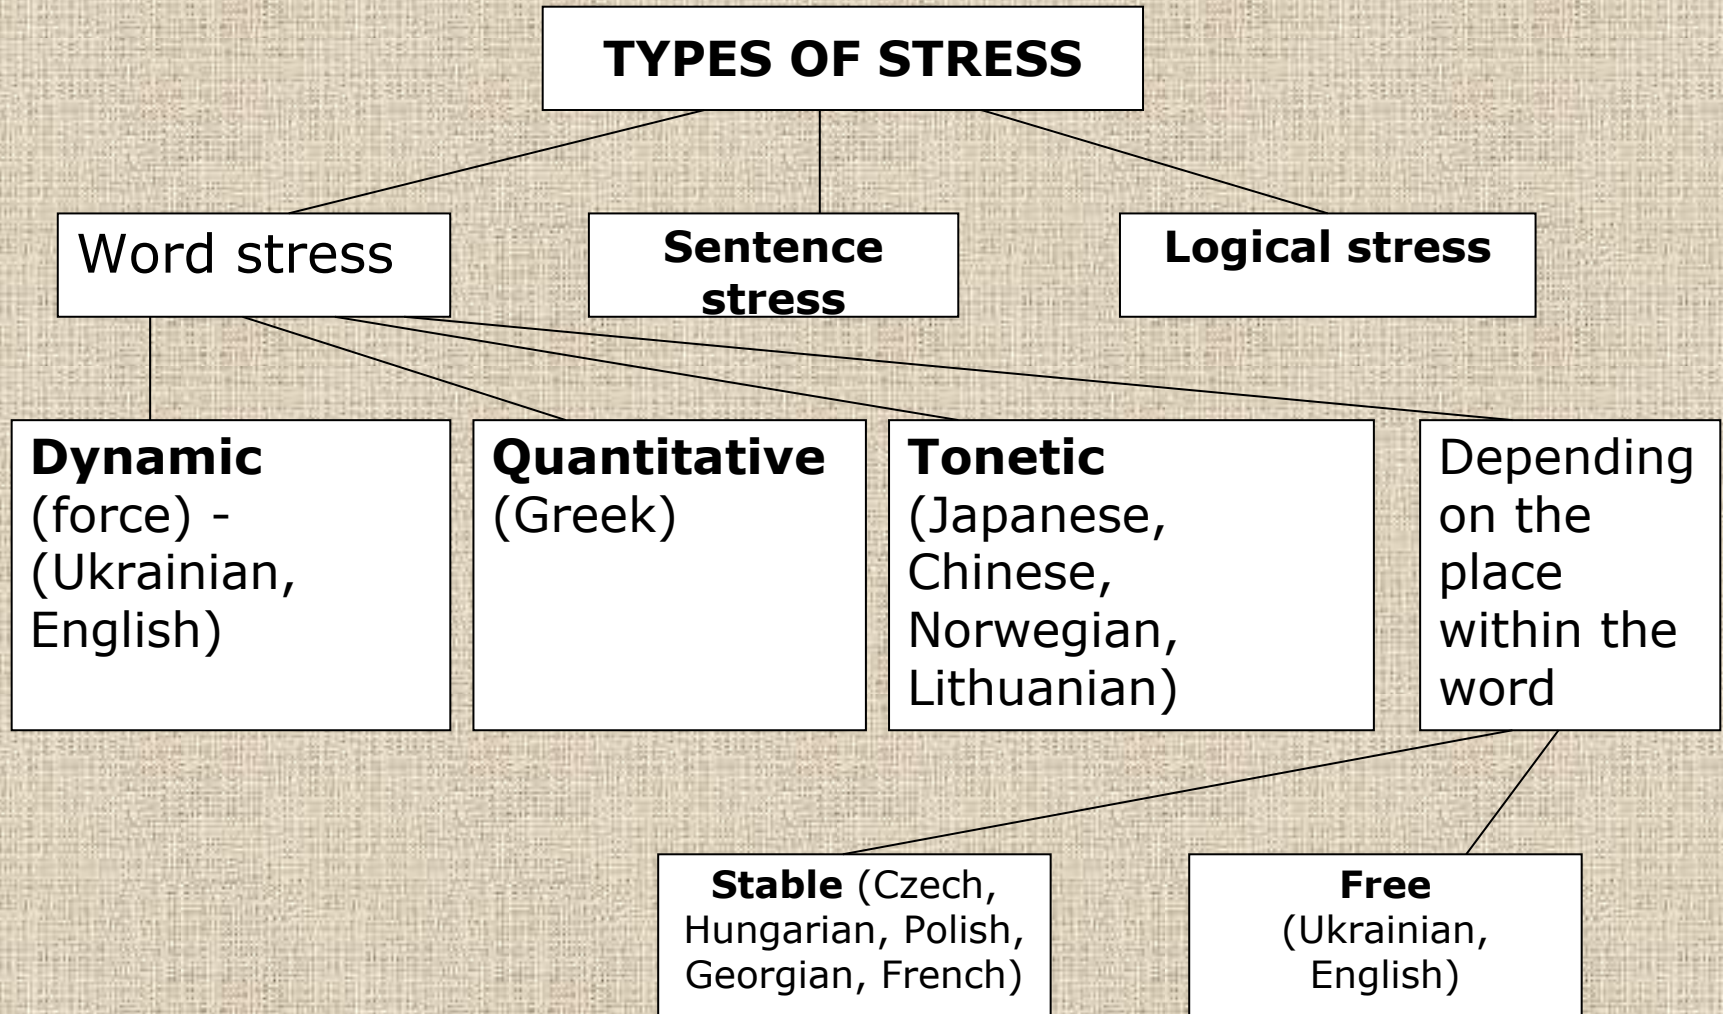 TYPES OF STRESS
Word stress
Sentence
stress
Logical stress
Dynamic
(force) -
(Ukrainian,
English)
Quantitative
(Greek)
Tonetic
(Japanese,
Chinese,
Norwegian,
Lithuanian)
Depending
on the
place
within the
word
Stable (Czech,
Hungarian, Polish,
Georgian, French)
Free
(Ukrainian,
English)